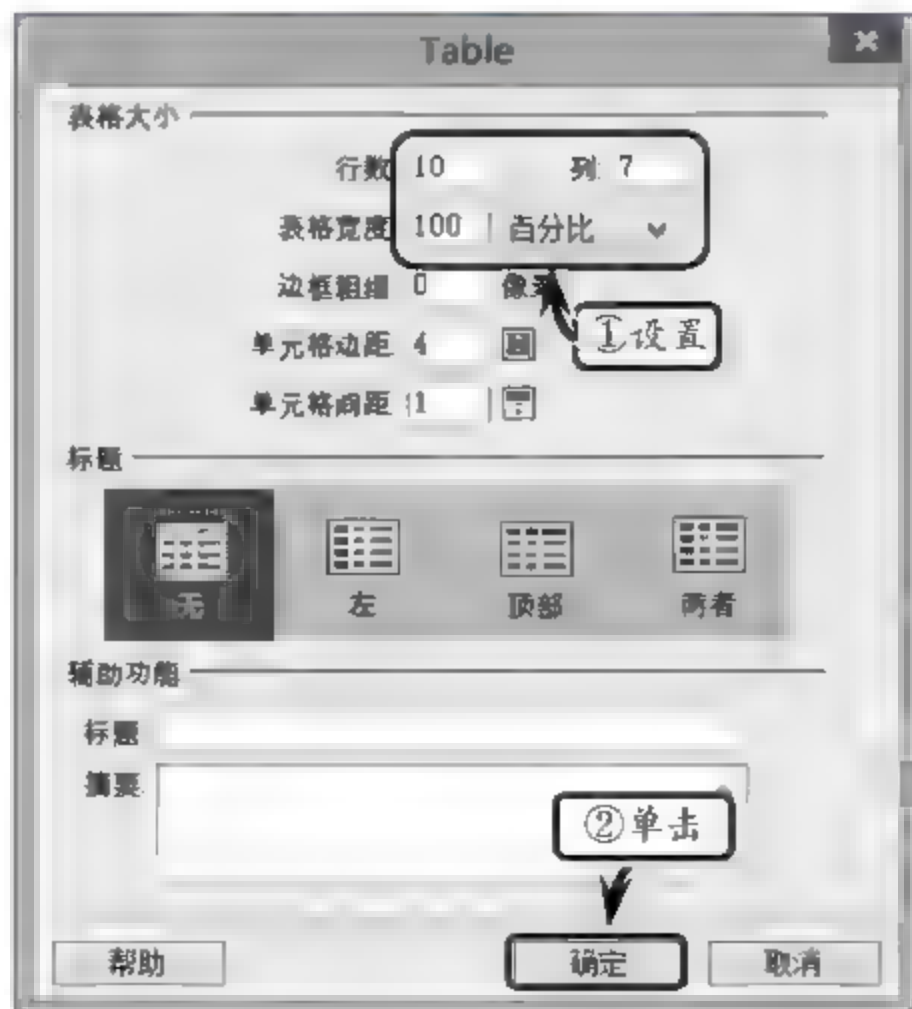 Table
表格大小
行数 10 列: 7
表格宽度 100 百分比
边框粗细 0 像素
①设置
单元格边距 4
单元格间距 1
标题
无 左 顶部 两者
辅助功能
标题
摘要
②单击
帮助 确定 取消